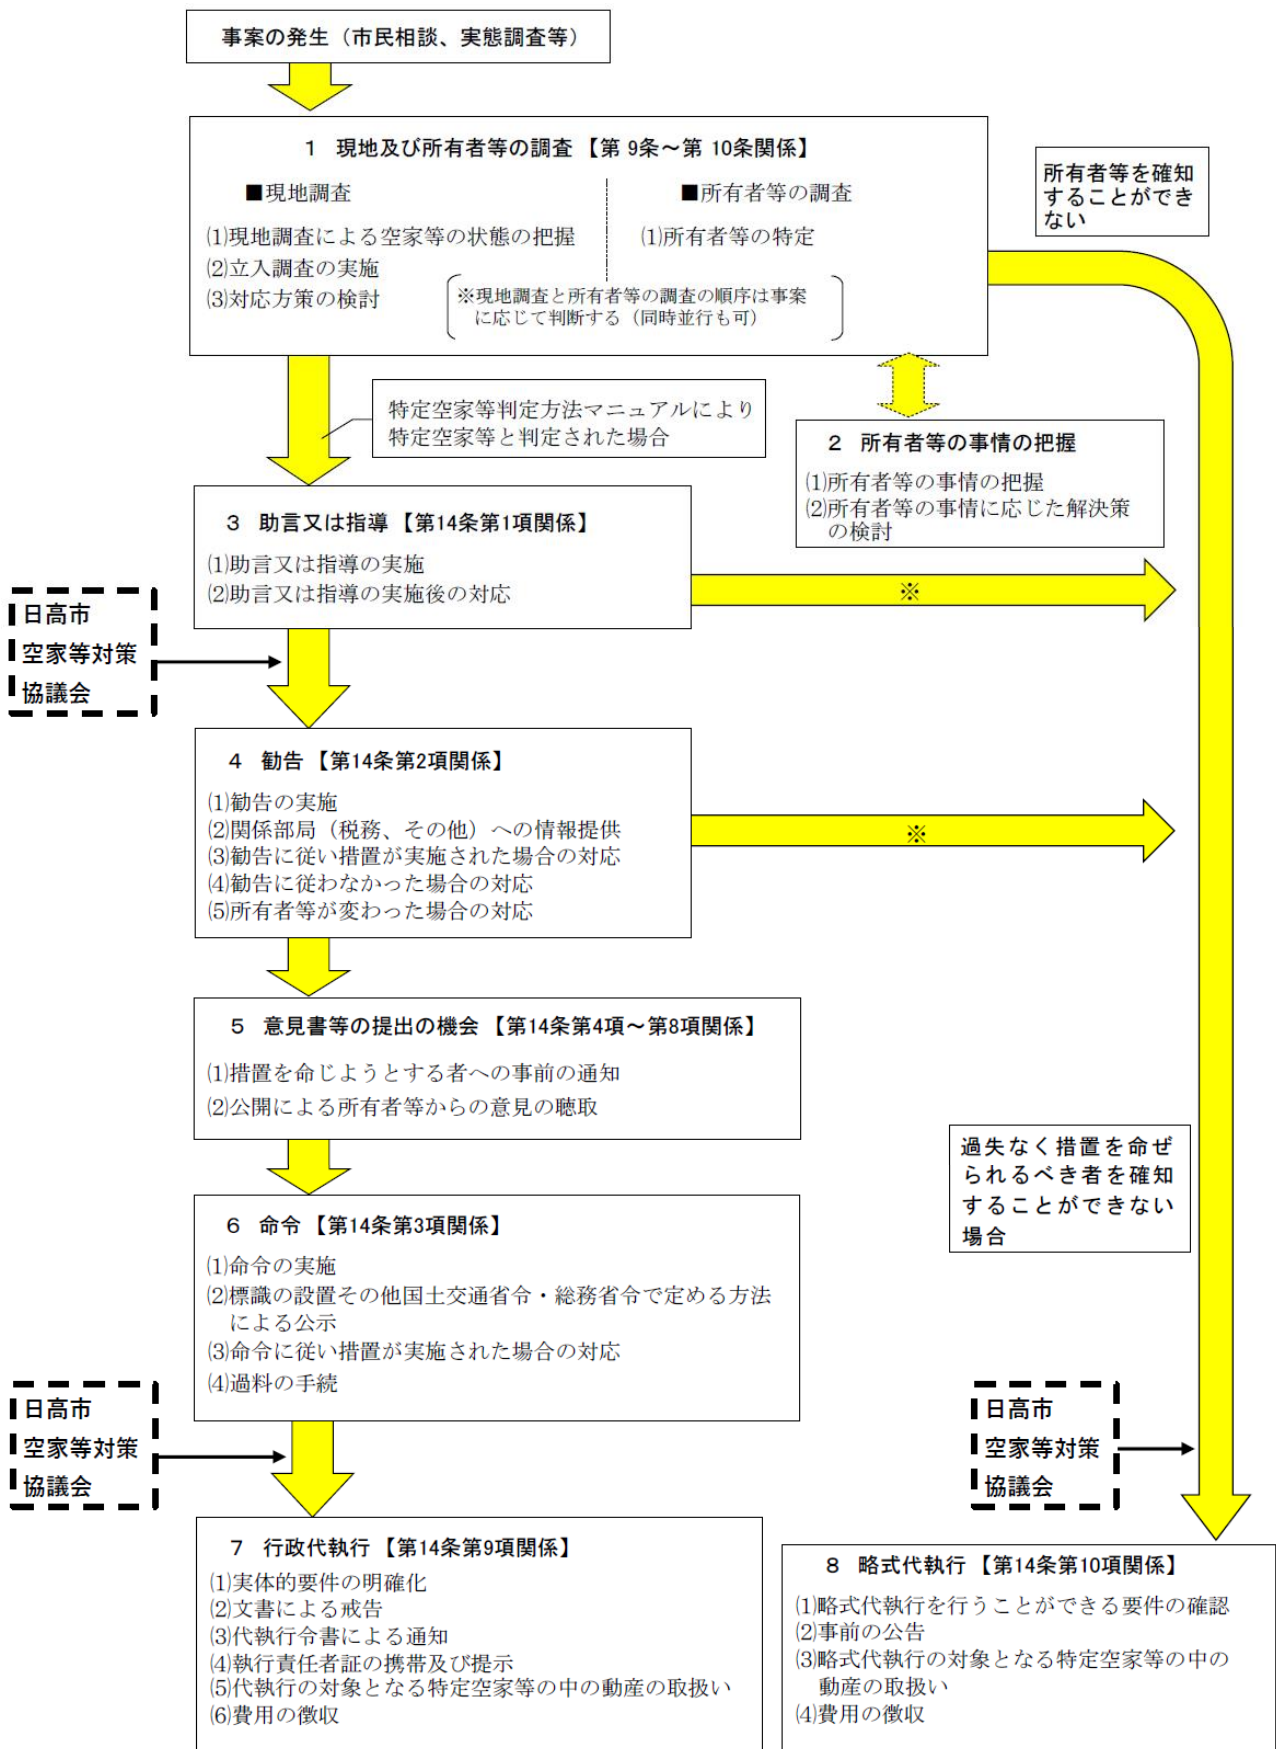 事案の発生（市民相談、実態調査等）
1 現地及び所有者等の調査【第 9条～第 10条関係】
■現地調査
⑴現地調査による空家等の状態の把握
⑵立入調査の実施
⑶対応方策の検討
■所有者等の調査
⑴所有者等の特定
※現地調査と所有者等の調査の順序は事案
に応じて判断する（同時並行も可）
所有者等を確知
することができ
ない
特定空家等判定方法マニュアルにより
特定空家等と判定された場合
2 所有者等の事情の把握
⑴所有者等の事情の把握
⑵所有者等の事情に応じた解決策
の検討
3 助言又は指導【第14条第1項関係】
⑴助言又は指導の実施
⑵助言又は指導の実施後の対応
※
日高市
空家等対策
協議会
4 勧告【第14条第2項関係】
⑴勧告の実施
⑵関係部局（税務、その他）への情報提供
⑶勧告に従い措置が実施された場合の対応
⑷勧告に従わなかった場合の対応
⑸所有者等が変わった場合の対応
※
5 意見書等の提出の機会【第14条第4項～第8項関係】
⑴措置を命じようとする者への事前の通知
⑵公開による所有者等からの意見の聴取
過失なく措置を命ぜ
られるべき者を確知
することができない
場合
6 命令【第14条第3項関係】
⑴命令の実施
⑵標識の設置その他国土交通省令・総務省令で定める方法
による公示
⑶命令に従い措置が実施された場合の対応
⑷過料の手続
日高市
空家等対策
協議会
日高市
空家等対策
協議会
7 行政代執行【第14条第9項関係】
⑴実体的要件の明確化
⑵文書による戒告
⑶代執行令書による通知
⑷執行責任者証の携帯及び提示
⑸代執行の対象となる特定空家等の中の動産の取扱い
⑹費用の徴収
8 略式代執行【第14条第10項関係】
⑴略式代執行を行うことができる要件の確認
⑵事前の公告
⑶略式代執行の対象となる特定空家等の中の
動産の取扱い
⑷費用の徴収